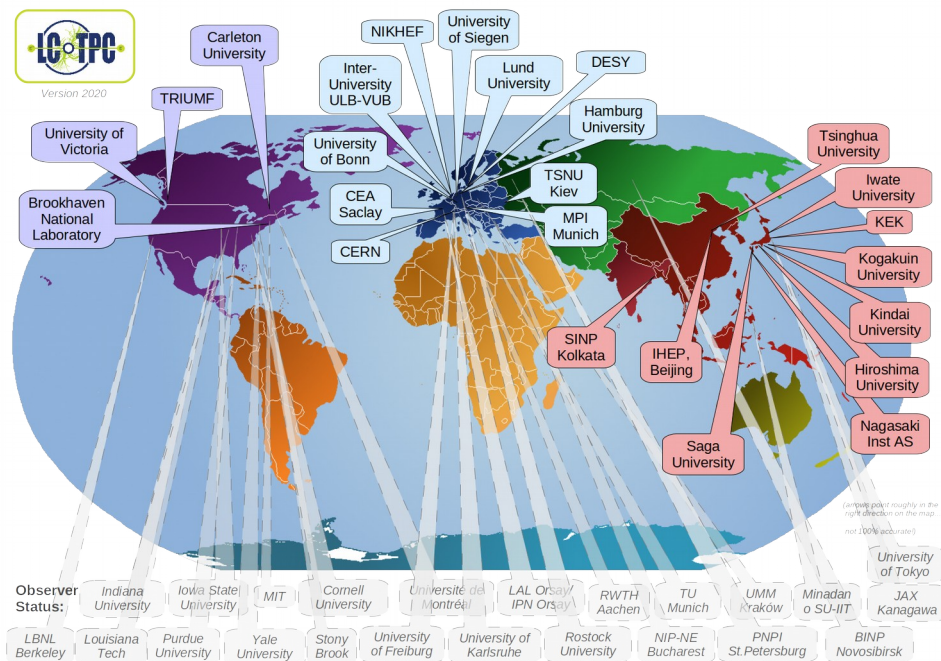 LC TPC
Version 2020
Carleton
University
TRIUMF
University of
Victoria
Brookhaven
National
Laboratory
NIKHEF
University
of Siegen
Inter-
University
ULB-VUB
Lund
University
DESY
Hamburg
University
University
of Bonn
CEA
Saclay
CERN
TSNU
Kiev
MPI
Munich
Tsinghua
University
Iwate
University
KEK
Kogakuin
University
Kindai
University
Hiroshima
University
Nagasaki
Inst AS
SINP
Kolkata
IHEP,
Beijing
Saga
University
(arrows point roughly in the
right direction on the map.
not 100% accurate!)
Observer
Status:
Indiana
University
Iowa State
University
MIT
Cornell
University
Université de
Montréal
LAL Orsay/
IPN Orsay
RWTH
Aachen
TU
Munich
UMM
Kraków
Minadan
o SU-IIT
University
of Tokyo
JAX
Kanagawa
LBNL
Berkeley
Louisiana
Tech
Purdue
University
Yale
University
Stony
Brook
University
of Freiburg
University of
Karlsruhe
Rostock
University
NIP-NE
Bucharest
PNPI
St.Petersburg
BINP
Novosibirsk